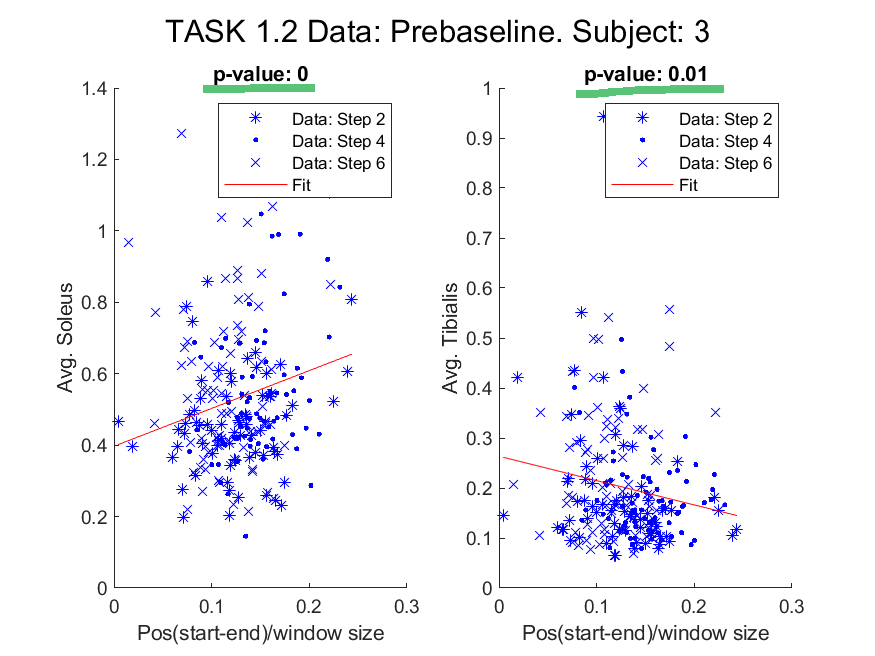 TASK 1.2 Data: Prebaseline. Subject: 3
p-value: 0
1.4
1.2
1
0.8
0.6
0.4
0.2
0
Avg. Soleus
Data: Step 2
Data: Step 4
Data: Step 6
Fit
0
0.1
0.2
0.3
Pos(start-end)/window size
p-value: 0.01
1
0.9
0.8
0.7
0.6
0.5
0.4
0.3
0.2
0.1
0
Avg. Tibialis
Data: Step 2
Data: Step 4
Data: Step 6
Fit
0
0.1
0.2
0.3
Pos(start-end)/window size